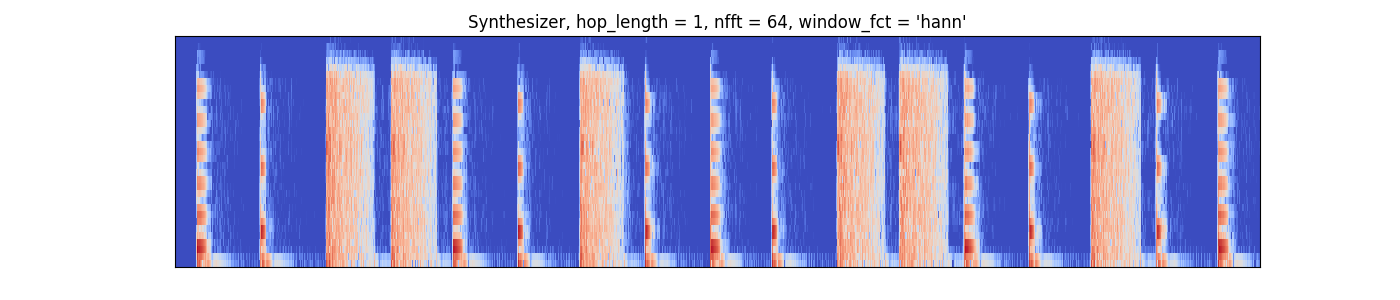 Synthesizer, hop_length = 1, nfft = 64, window_fct = 'hann'